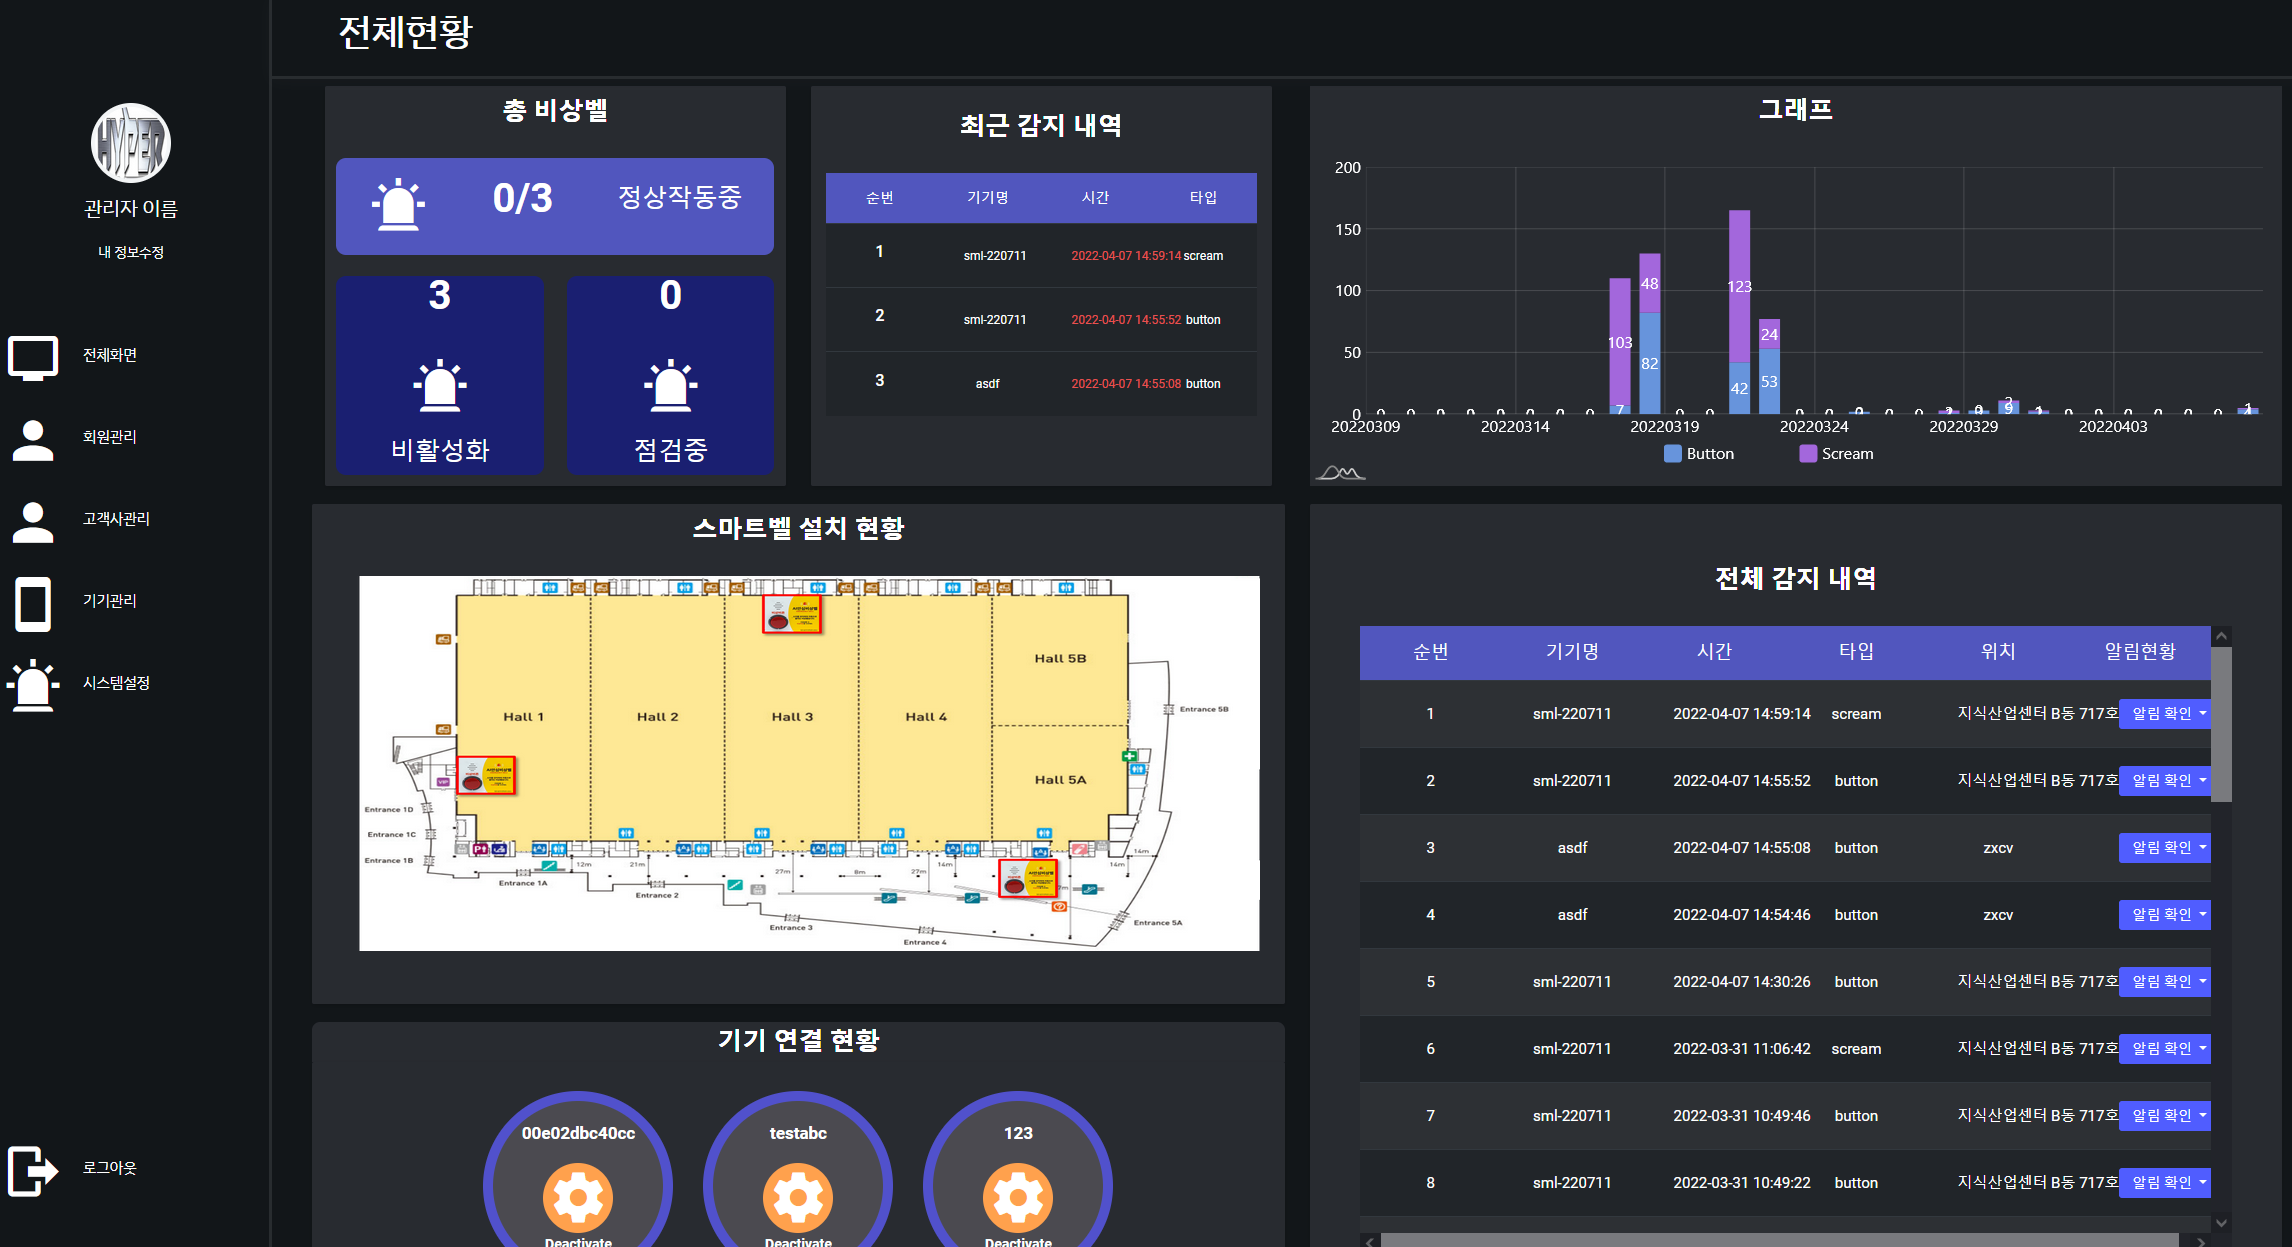 전체현황
HYPER
관리자 이름
내 정보수정
전체화면
회원관리
고객사관리
기기관리
시스템설정
로그아웃
총 비상벨
0/3 정상작동중
3
비활성화
0
점검중
최근 감지 내역
순번 기기명 시간 타입
1 sml-220711 2022-04-07 14:59:14 scream
2 sml-220711 2022-04-07 14:55:52 button
3 asdf 2022-04-07 14:55:08 button
그래프
200
150
100
50
0
103
7
48
82
123
42
24
53
20220309 20220314 20220319 20220324 20220329 20220403
Button Scream
스마트벨 설치 현황
Hall 1
Hall 2
Hall 3
Hall 4
Hall 5B
Hall 5A
Entrance 5B
Entrance 1D
Entrance 1C
Entrance 1B
Entrance 1A
Entrance 2
Entrance 3
Entrance 4
Entrance 5A
VIP
12m
21m
27m
14m
8m
27m
14m
14m
14m
전체 감지 내역
순번 기기명 시간 타입 위치 알림현황
1 sml-220711 2022-04-07 14:59:14 scream 지식산업센터 B동 717호 알림 확인
2 sml-220711 2022-04-07 14:55:52 button 지식산업센터 B동 717호 알림 확인
3 asdf 2022-04-07 14:55:08 button zxcv 알림 확인
4 asdf 2022-04-07 14:54:46 button zxcv 알림 확인
5 sml-220711 2022-04-07 14:30:26 button 지식산업센터 B동 717호 알림 확인
6 sml-220711 2022-03-31 11:06:42 scream 지식산업센터 B동 717호 알림 확인
7 sml-220711 2022-03-31 10:49:46 button 지식산업센터 B동 717호 알림 확인
8 sml-220711 2022-03-31 10:49:22 button 지식산업센터 B동 717호 알림 확인
기기 연결 현황
00e02dbc40cc
Deactivate
testabc
Deactivate
123
Deactivate